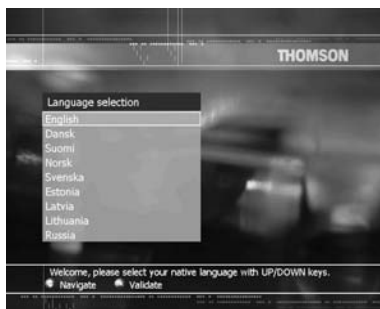 THOMSON
Language selection
English
Dansk
Suomi
Norsk
Svenska
Estonia
Latvia
Lithuania
Russia
Welcome, please select your native language with UP/DOWN keys.
Navigate Validate